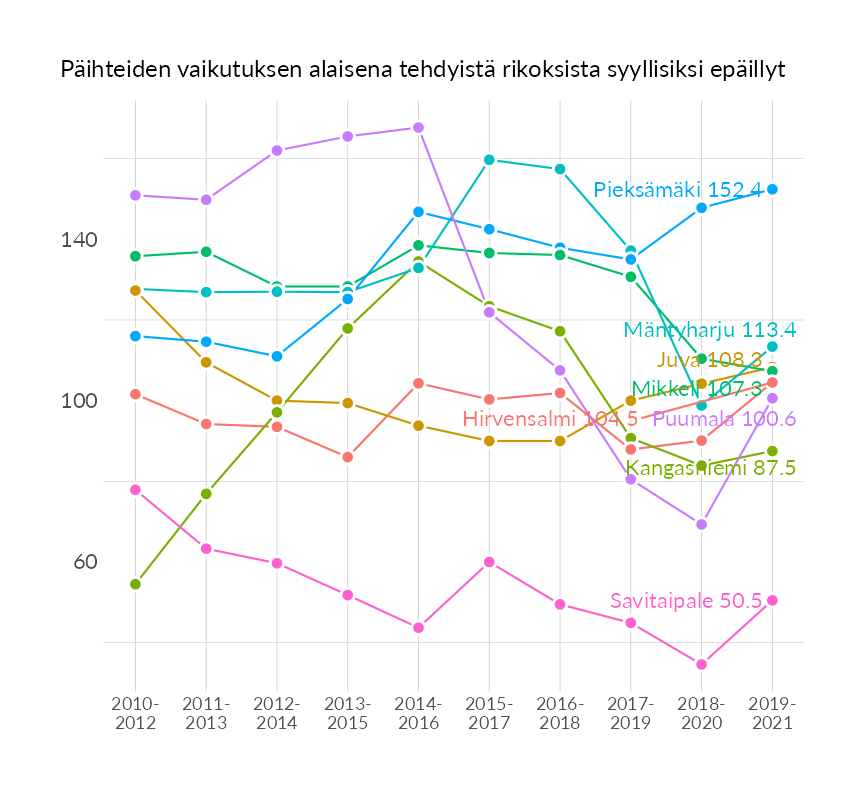 Päihteiden vaikutuksen alaisena tehdyistä rikoksista syyllisiksi epäillyt
Pieksämäki 152.4
140
Mäntyharju 113.4
Juva 108.3
Mikkeli 107.3
100
Hirvensalmi 104.5
Puumala 100.6
Kangasniemi 87.5
60
Savitaipale 50.5
2010-
2012
2011-
2013
2012-
2014
2013-
2015
2014-
2016
2015-
2017
2016-
2018
2017-
2019
2018-
2020
2019-
2021